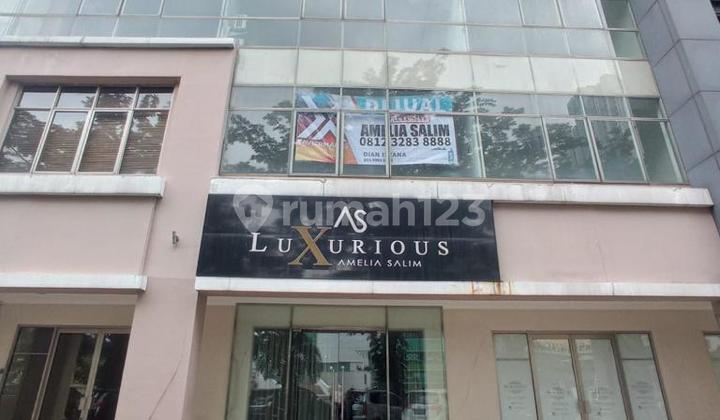 DIJUAL
AMELIA SALIM
0812 3283 8888
rumah123
AS
LUXURIOUS
AMELIA SALIM